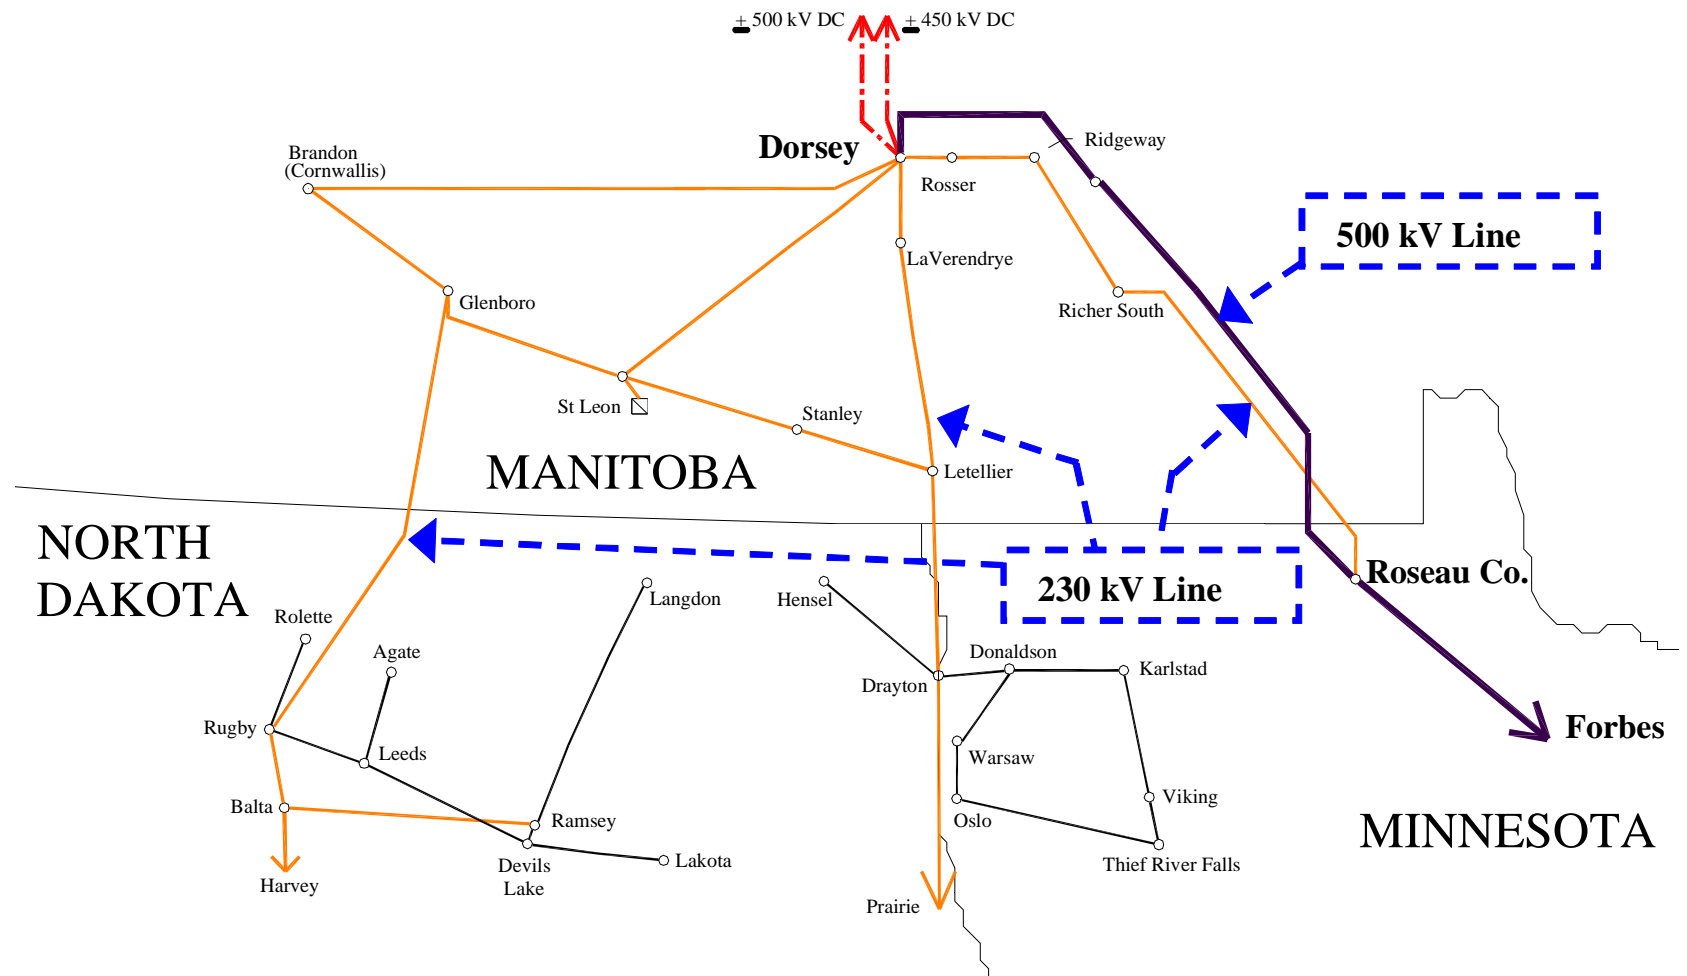 ± 500 kV DC
± 450 kV DC
Dorsey
Ridgeway
Brandon
(Cornwallis)
Rosser
500 kV Line
LaVerendrye
Glenboro
Richer South
St Leon
Stanley
MANITOBA
Letellier
NORTH
DAKOTA
Roseau Co.
230 kV Line
Langdon
Hensel
Rolette
Agate
Donaldson
Karlstad
Drayton
Rugby
Forbes
Leeds
Warsaw
Viking
Balta
Ramsey
Oslo
MINNESOTA
Devils
Lake
Lakota
Thief River Falls
Harvey
Prairie